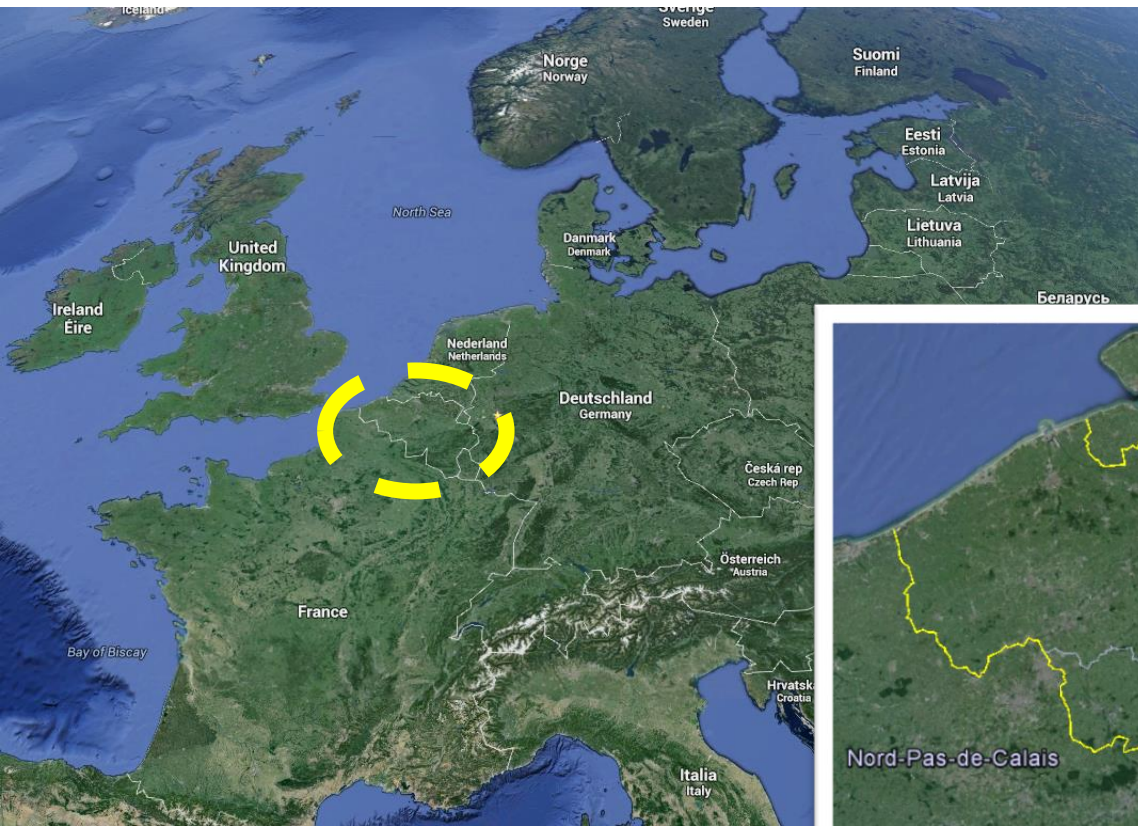 Iceland
Sverige
Sweden
Norge
Norway
Suomi
Finland
Eesti
Estonia
Latvija
Latvia
Lietuva
Lithuania
North Sea
Danmark
Denmark
United
Kingdom
Ireland
Éire
Беларусь
Nederland
Netherlands
Deutschland
Germany
Česká rep
Czech Rep
Österreich
Austria
France
Bay of Biscay
Hrvatsk
Croatia
Italia
Italy
Nord-Pas-de-Calais